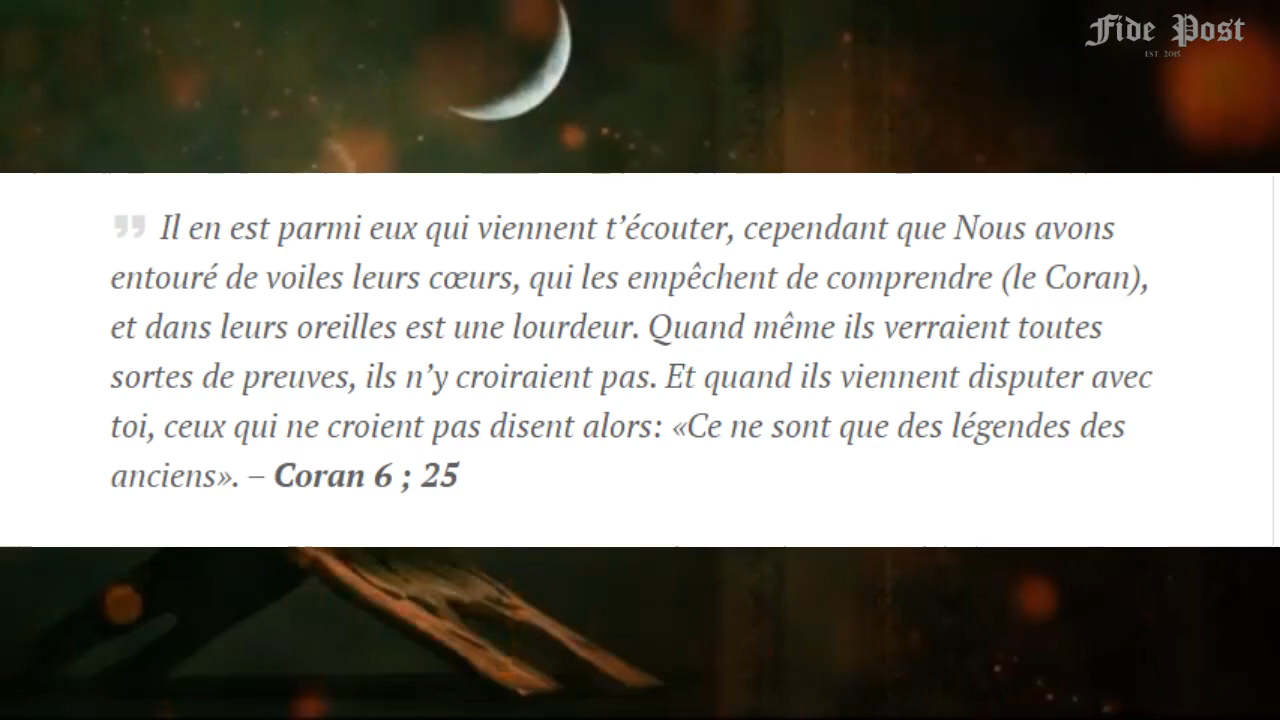 Fide Post
EST. 2015
Il en est parmi eux qui viennent t’écouter, cependant que Nous avons
entouré de voiles leurs cœurs, qui les empêchent de comprendre (le Coran),
et dans leurs oreilles est une lourdeur. Quand même ils verraient toutes
sortes de preuves, ils n’y croiraient pas. Et quand ils viennent disputer avec
toi, ceux qui ne croient pas disent alors: «Ce ne sont que des légendes des
anciens». – Coran 6 ; 25